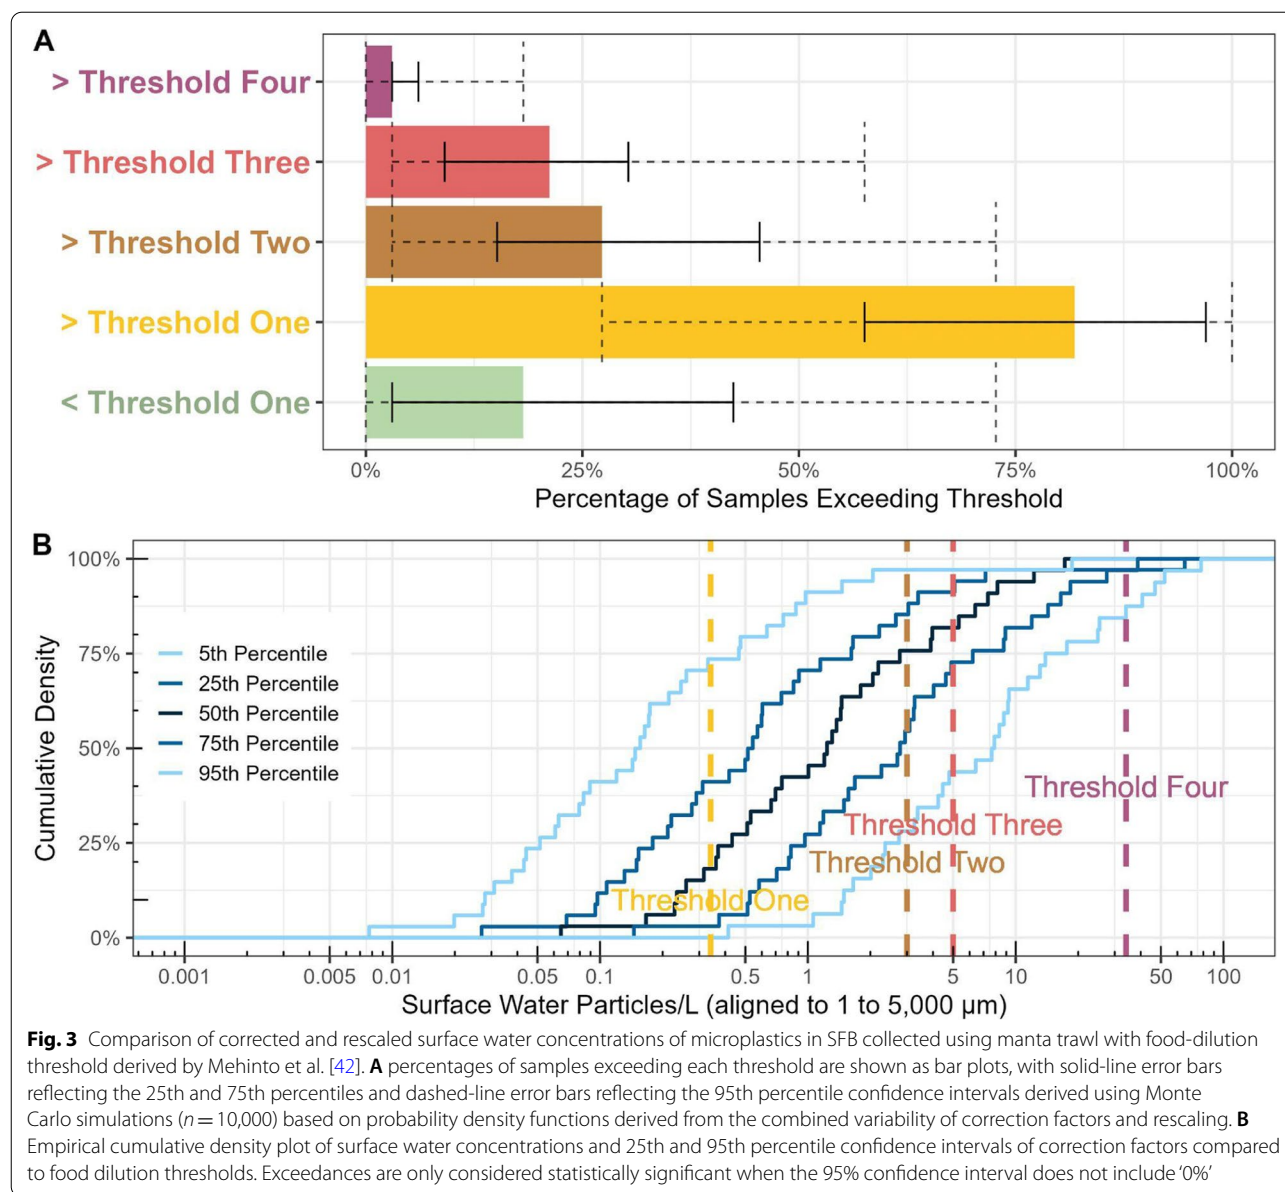 A
> Threshold Four
> Threshold Three
> Threshold Two
> Threshold One
< Threshold One
0% 25% 50% 75% 100%
Percentage of Samples Exceeding Threshold
B
100%
75%
50%
25%
0%
Cumulative Density
5th Percentile
25th Percentile
50th Percentile
75th Percentile
95th Percentile
Threshold Four
Threshold Three
Threshold Two
Threshold One
0.001 0.005 0.01 0.05 0.1 0.5 1 5 10 50 100
Surface Water Particles/L (aligned to 1 to 5,000 µm)
Fig. 3 Comparison of corrected and rescaled surface water concentrations of microplastics in SFB collected using manta trawl with food-dilution
threshold derived by Mehinto et al. [42]. A percentages of samples exceeding each threshold are shown as bar plots, with solid-line error bars
reflecting the 25th and 75th percentiles and dashed-line error bars reflecting the 95th percentile confidence intervals derived using Monte
Carlo simulations (n = 10,000) based on probability density functions derived from the combined variability of correction factors and rescaling. B
Empirical cumulative density plot of surface water concentrations and 25th and 95th percentile confidence intervals of correction factors compared
to food dilution thresholds. Exceedances are only considered statistically significant when the 95% confidence interval does not include ‘0%’